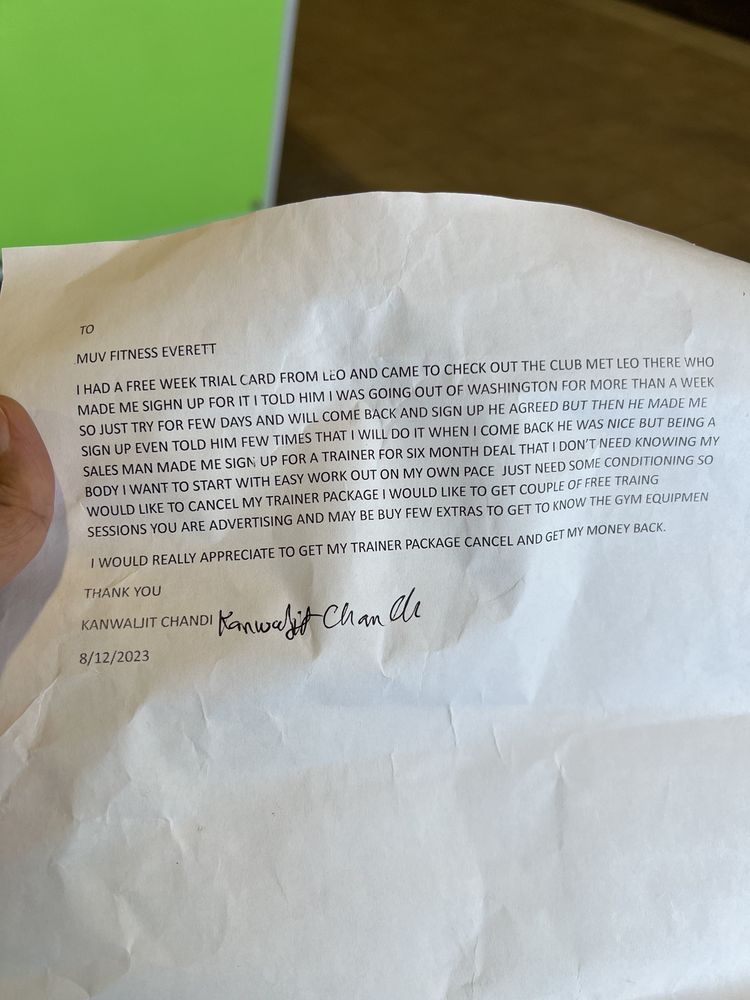 TO
MUV FITNESS EVERETT
I HAD A FREE WEEK TRIAL CARD FROM LEO AND CAME TO CHECK OUT THE CLUB MET LEO THERE WHO
MADE ME SIGHN UP FOR IT I TOLD HIM I WAS GOING OUT OF WASHINGTON FOR MORE THAN A WEEK
SO JUST TRY FOR FEW DAYS AND WILL COME BACK AND SIGN UP HE AGREED BUT THEN HE MADE ME
SIGN UP EVEN TOLD HIM FEW TIMES THAT I WILL DO IT WHEN I COME BACK HE WAS NICE BUT BEING A
SALES MAN MADE ME SIGN UP FOR A TRAINER FOR SIX MONTH DEAL THAT I DON'T NEED KNOWING MY
BODY I WANT TO START WITH EASY WORK OUT ON MY OWN PACE JUST NEED SOME CONDITIONING SO
WOULD LIKE TO CANCEL MY TRAINER PACKAGE I WOULD LIKE TO GET COUPLE OF FREE TRAING
SESSIONS YOU ARE ADVERTISING AND MAY BE BUY FEW EXTRAS TO GET TO KNOW THE GYM EQUIPMEN
I WOULD REALLY APPRECIATE TO GET MY TRAINER PACKAGE CANCEL AND GET MY MONEY BACK.
THANK YOU
KANWALJIT CHANDI Kanwaljit Chandi
8/12/2023